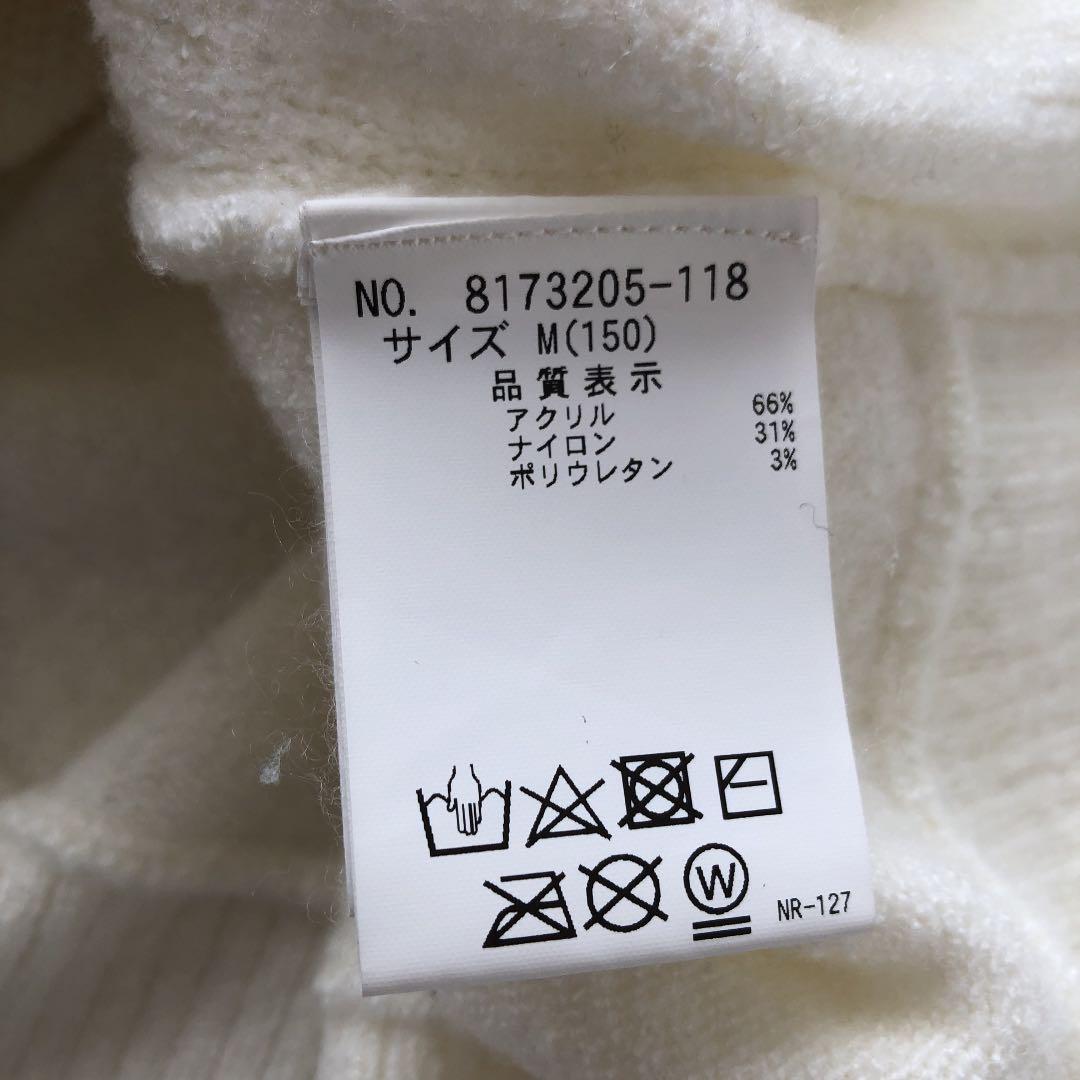 NO. 8173205-118
サイズ M(150)
品質表示
アクリル 66%
ナイロン 31%
ポリウレタン 3%
W
NR-127